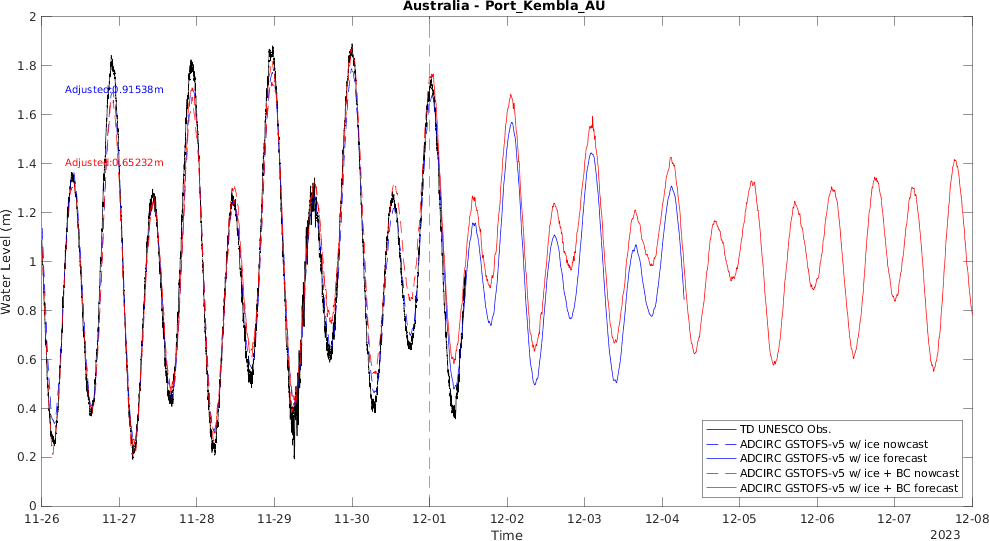 Australia - Port_Kembla_AU
2
1.8
1.6
1.4
1.2
1
0.8
0.6
0.4
0.2
0
Water Level (m)
Adjusted:0.91538m
Adjusted:0.65232m
TD UNESCO Obs.
ADCIRC GSTOFS-v5 w/ ice nowcast
ADCIRC GSTOFS-v5 w/ ice forecast
ADCIRC GSTOFS-v5 w/ ice + BC nowcast
ADCIRC GSTOFS-v5 w/ ice + BC forecast
11-26 11-27 11-28 11-29 11-30 12-01 12-02 12-03 12-04 12-05 12-06 12-07 12-08
Time
2023